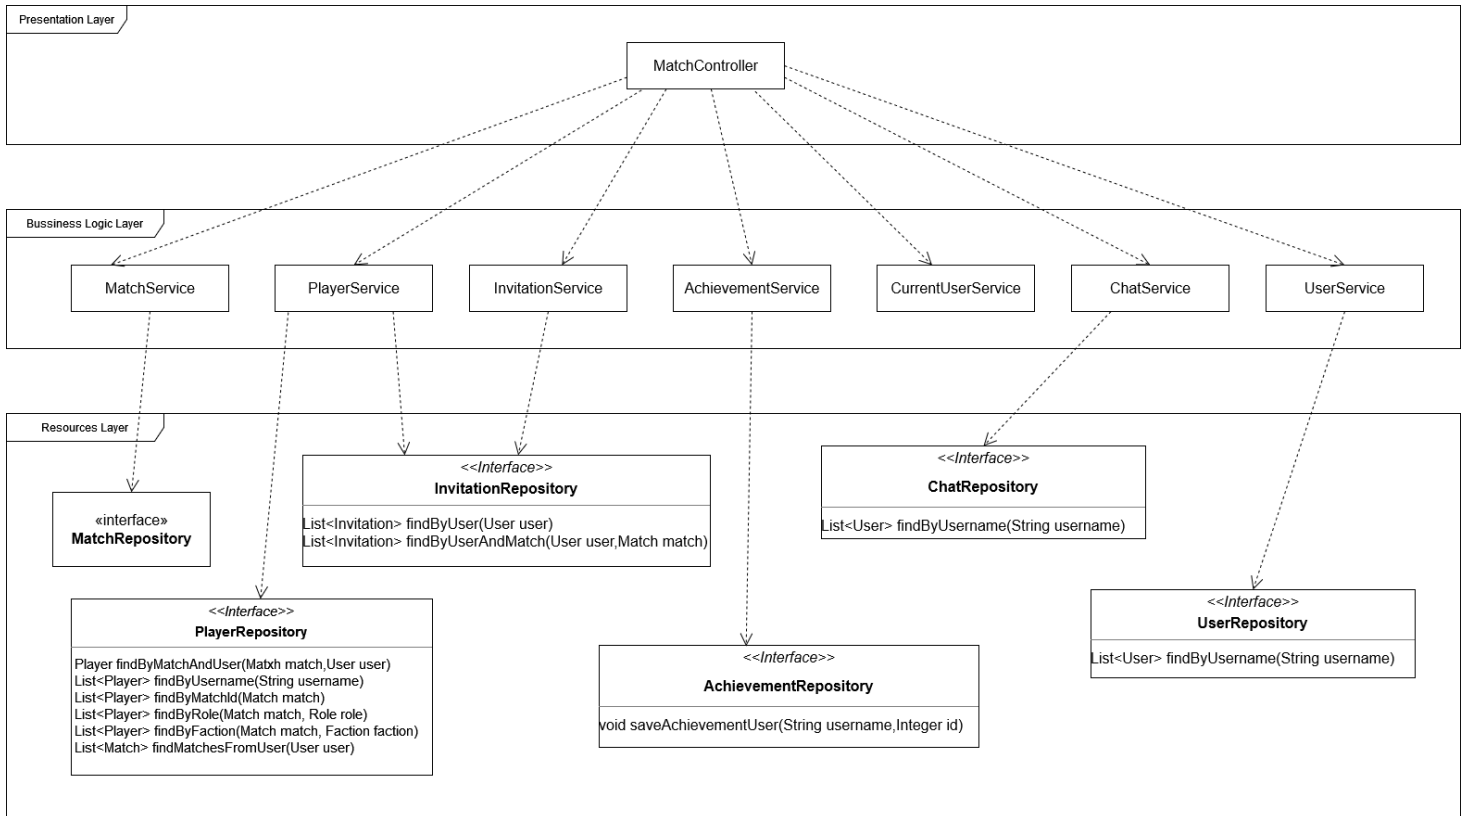 Presentation Layer
MatchController
Bussiness Logic Layer
MatchService
PlayerService
InvitationService
AchievementService
CurrentUserService
ChatService
UserService
Resources Layer
«interface»
MatchRepository
<<Interface>>
InvitationRepository
List<Invitation> findByUser(User user)
List<Invitation> findByUserAndMatch(User user,Match match)
<<Interface>>
ChatRepository
List<User> findByUsername(String username)
<<Interface>>
PlayerRepository
Player findByMatchAndUser(Matxh match,User user)
List<Player> findByUsername(String username)
List<Player> findByMatchId(Match match)
List<Player> findByRole(Match match, Role role)
List<Player> findByFaction(Match match, Faction faction)
List<Match> findMatchesFromUser(User user)
<<Interface>>
AchievementRepository
void saveAchievementUser(String username,Integer id)
<<Interface>>
UserRepository
List<User> findByUsername(String username)